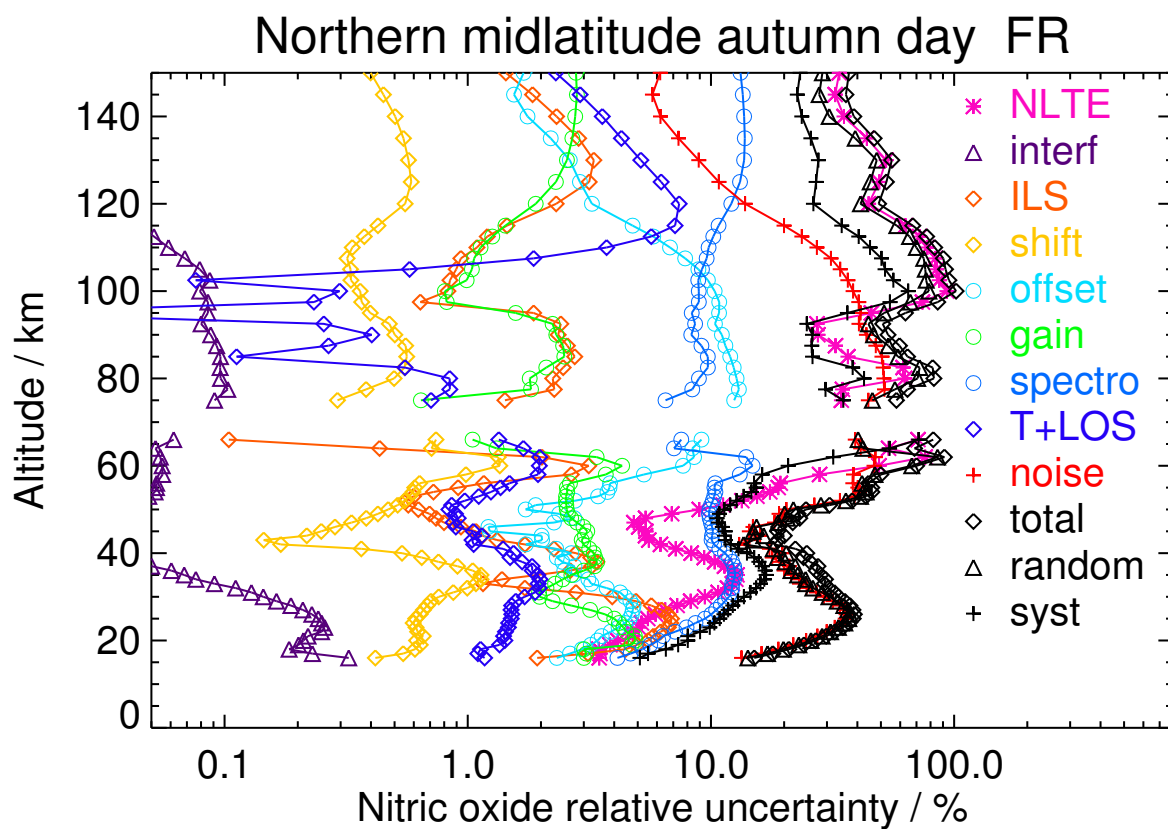 Northern midlatitude autumn day  FR
Altitude / km
140
120
100
80
60
40
20
0
NLTE
interf
ILS
shift
offset
gain
spectro
T+LOS
noise
total
random
syst
0.1 1.0 10.0 100.0
Nitric oxide relative uncertainty / %